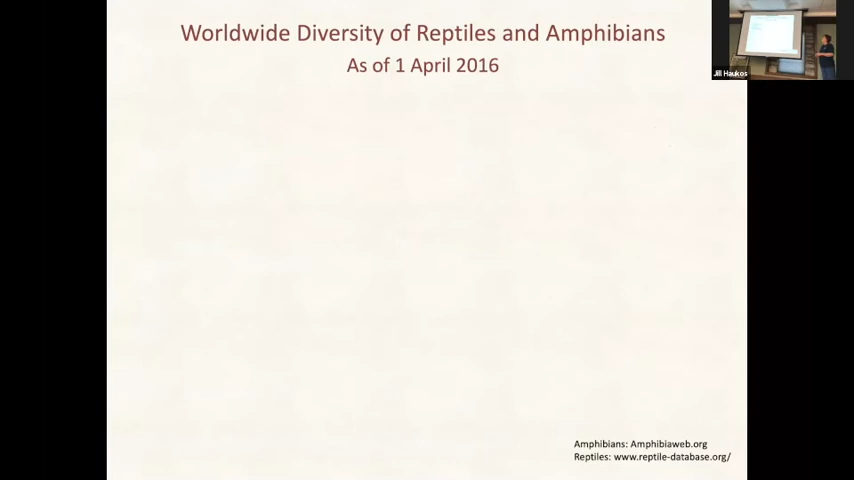 Worldwide Diversity of Reptiles and Amphibians
As of 1 April 2016
Jill Haukos
Amphibians: Amphibiaweb.org
Reptiles: www.reptile-database.org/